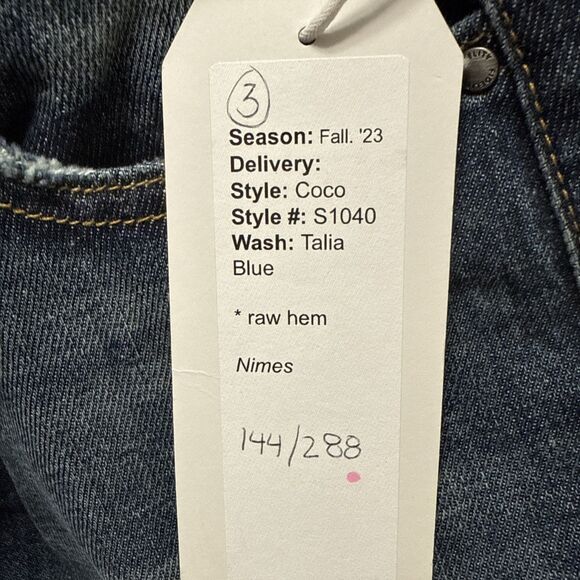 3
Season: Fall. '23
Delivery:
Style: Coco
Style #: S1040
Wash: Talia
Blue
* raw hem
Nimes
144/288